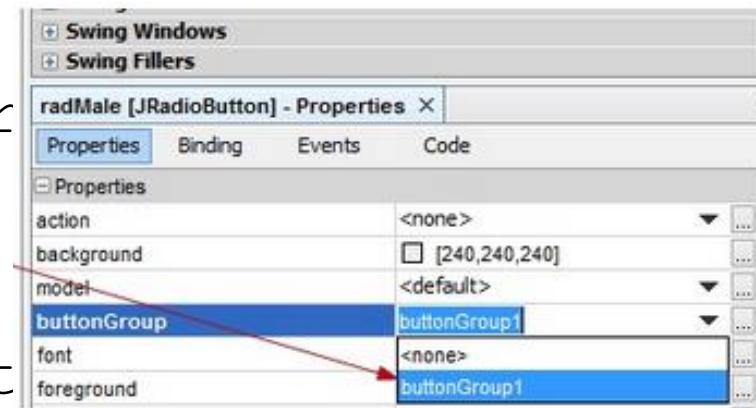 Swing Windows
Swing Fillers
radMale [JRadioButton] - Properties ×
Properties Binding Events Code
Properties
action <none> ...
background [240,240,240] ...
model <default> ...
buttonGroup buttonGroup1 ...
font <none> ...
foreground buttonGroup1 ...